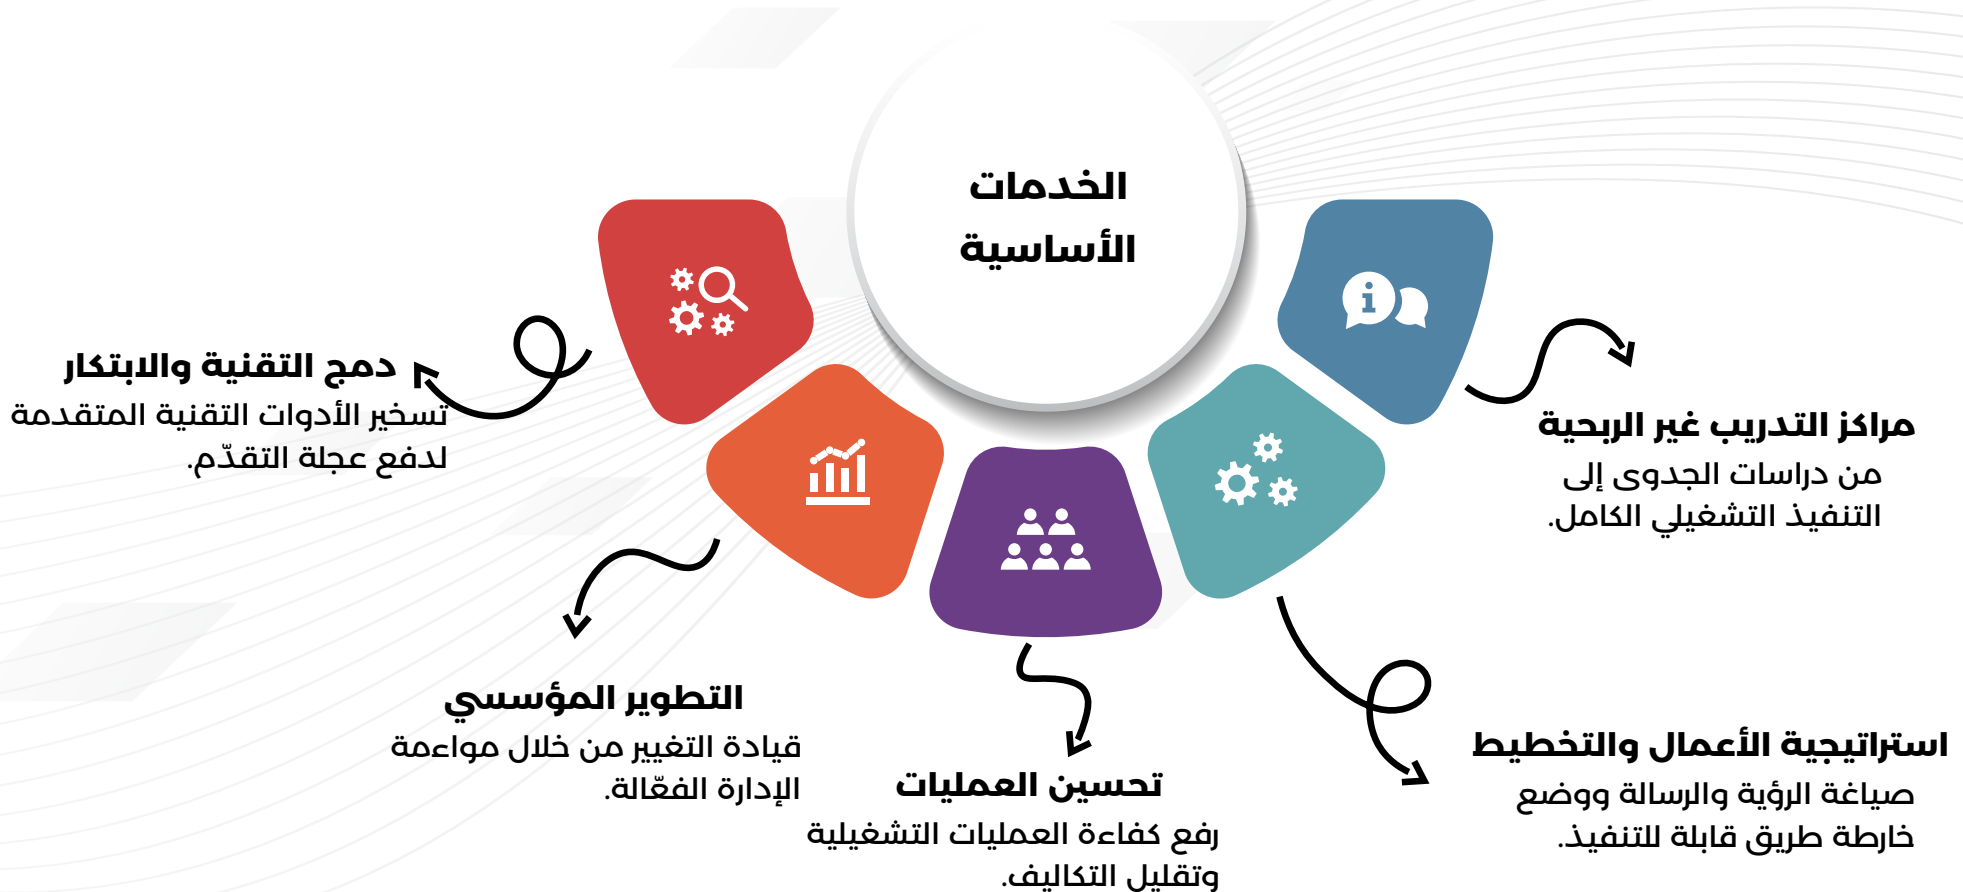 الخدمات
الأساسية
مراكز التدريب غير الربحية
من دراسات الجدوى إلى
التنفيذ التشغيلي الكامل.
استراتيجية الأعمال والتخطيط
صياغة الرؤية والرسالة ووضع
خارطة طريق قابلة للتنفيذ.
تحسين العمليات
رفع كفاءة العمليات التشغيلية
وتقليل التكاليف.
التطوير المؤسسي
قيادة التغيير من خلال مواءمة
الإدارة الفعّالة.
دمج التقنية والابتكار
تسخير الأدوات التقنية المتقدمة
لدفع عجلة التقدّم.